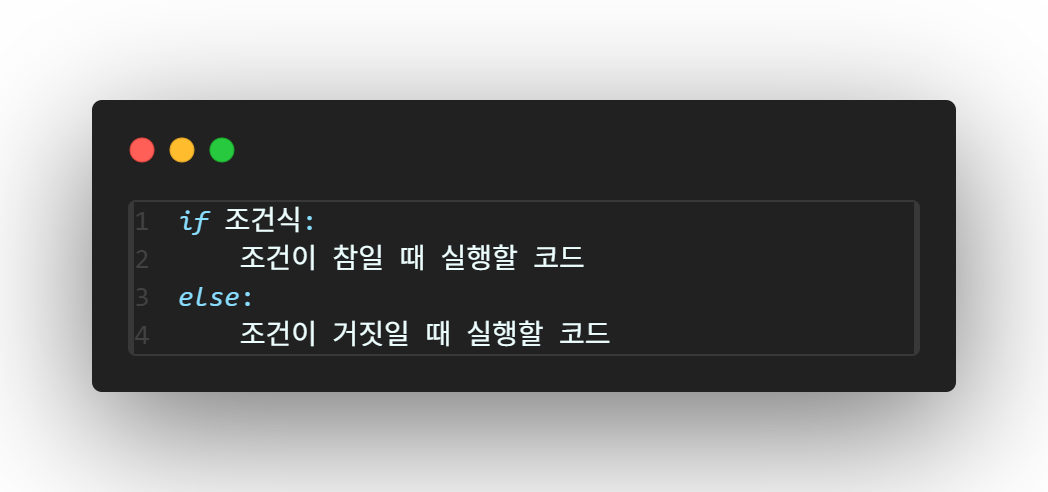 1 if 조건식:
2 조건이 참일 때 실행할 코드
3 else:
4 조건이 거짓일 때 실행할 코드